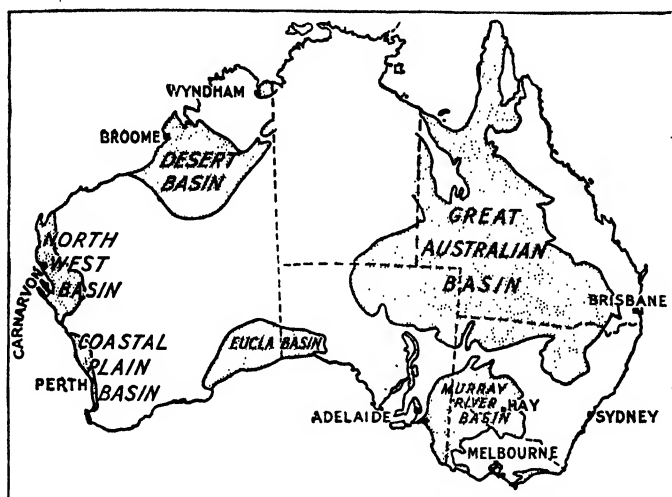 WYNDHAM
BROOME
DESERT
BASIN
GREAT
AUSTRALIAN
BASIN
NORTH
WEST
BASIN
CARNARVON
BRISBANE
COASTAL
PLAIN
BASIN
EUCLA BASIN
PERTH
ADELAIDE
MURRAY
RIVER
BASIN
HAY
SYDNEY
MELBOURNE